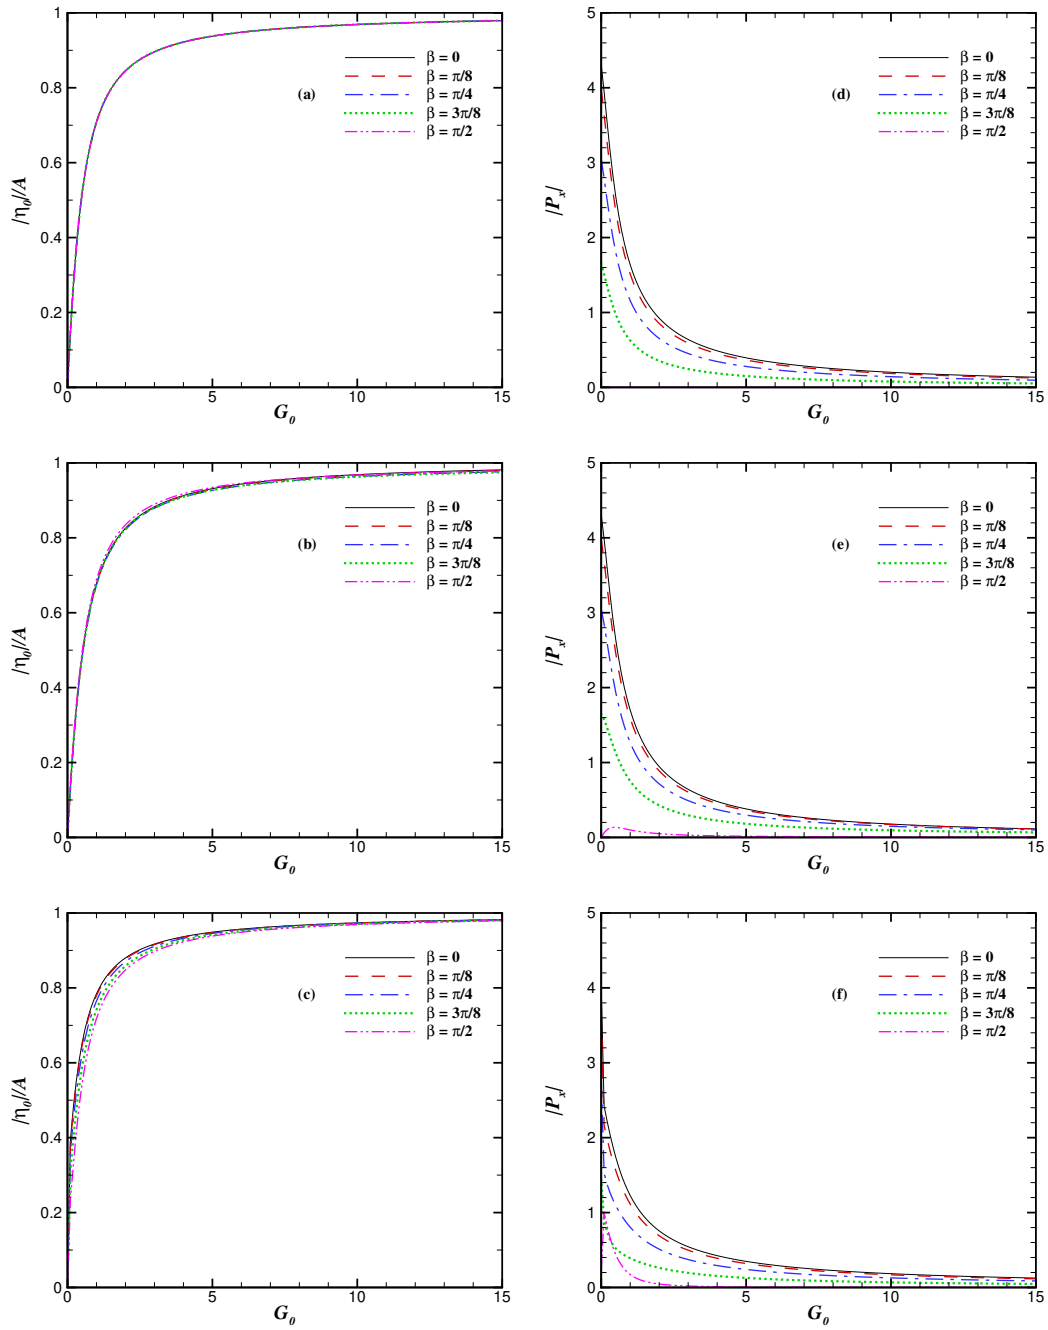 1
0.8
0.6
0.4
0.2
0
0
5
10
15
|η₀|/A
G₀
(a)
β = 0
β = π/8
β = π/4
β = 3π/8
β = π/2
5
4
3
2
1
0
0
5
10
15
|Pₓ|
G₀
(d)
β = 0
β = π/8
β = π/4
β = 3π/8
β = π/2
1
0.8
0.6
0.4
0.2
0
0
5
10
15
|η₀|/A
G₀
(b)
β = 0
β = π/8
β = π/4
β = 3π/8
β = π/2
5
4
3
2
1
0
0
5
10
15
|Pₓ|
G₀
(e)
β = 0
β = π/8
β = π/4
β = 3π/8
β = π/2
1
0.8
0.6
0.4
0.2
0
0
5
10
15
|η₀|/A
G₀
(c)
β = 0
β = π/8
β = π/4
β = 3π/8
β = π/2
5
4
3
2
1
0
0
5
10
15
|Pₓ|
G₀
(f)
β = 0
β = π/8
β = π/4
β = 3π/8
β = π/2